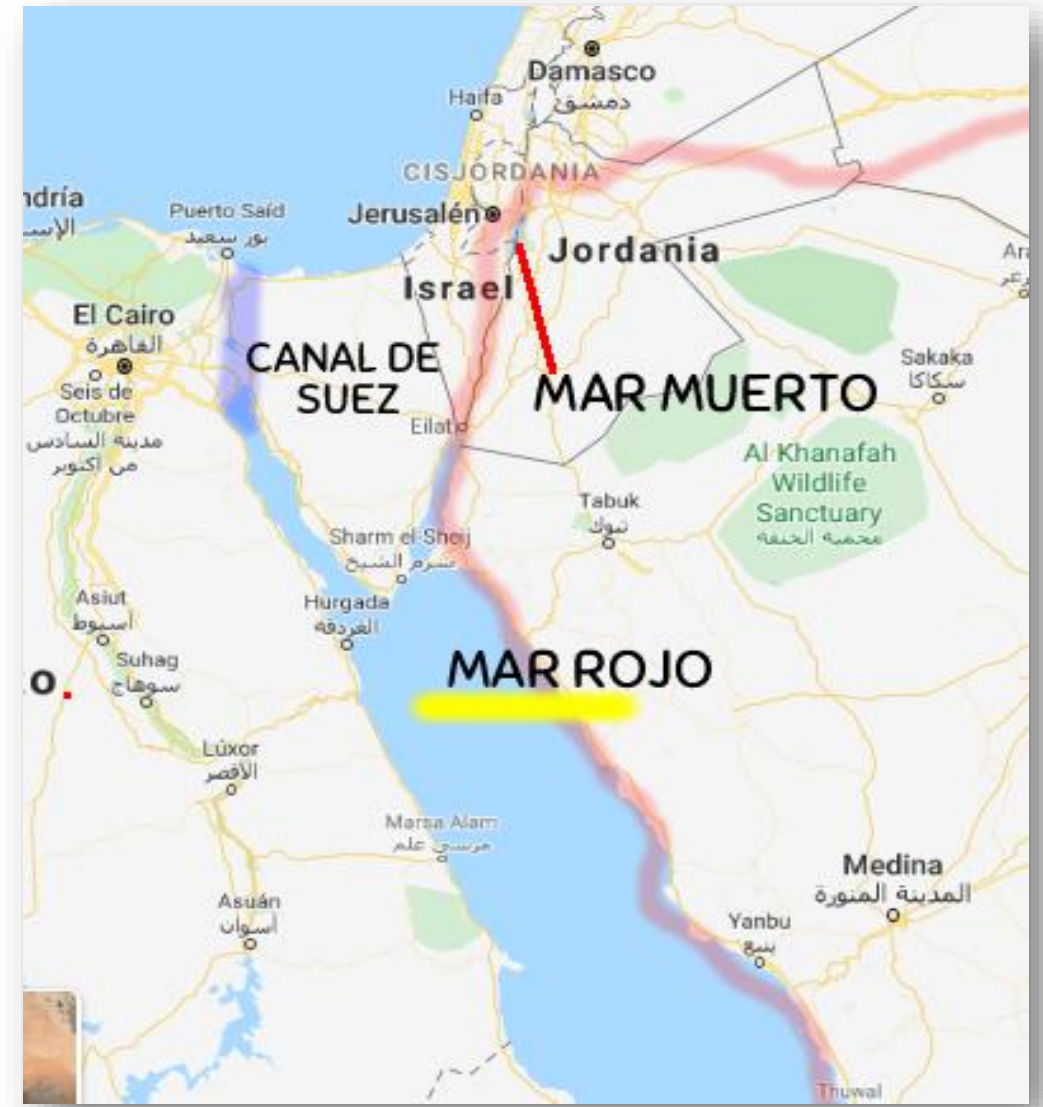 Damasco
دمشق
Haifa
CISJORDANIA
ndría
الإس
Puerto Saíd
بور سعيد
Jerusalén
Jordania
Israel
El Cairo
القاهرة
Seis de
Octubre
مدينة السادس
من أكتوبر
CANAL DE
SUEZ
MAR MUERTO
Sakaka
سكاكا
Eilat
Al Khanafah
Wildlife
Sanctuary
محمية الخنفة
Tabuk
تبوك
Sharm el Sheij
شرم الشيخ
Asiut
أسيوط
Hurgada
الغردقة
Suhag
سوهاج
o.
MAR ROJO
Lúxor
الأقصر
Marsa Alam
مرسى علم
Medina
المدينة المنورة
Asuán
أسوان
Yanbu
ينبع
Thuwal